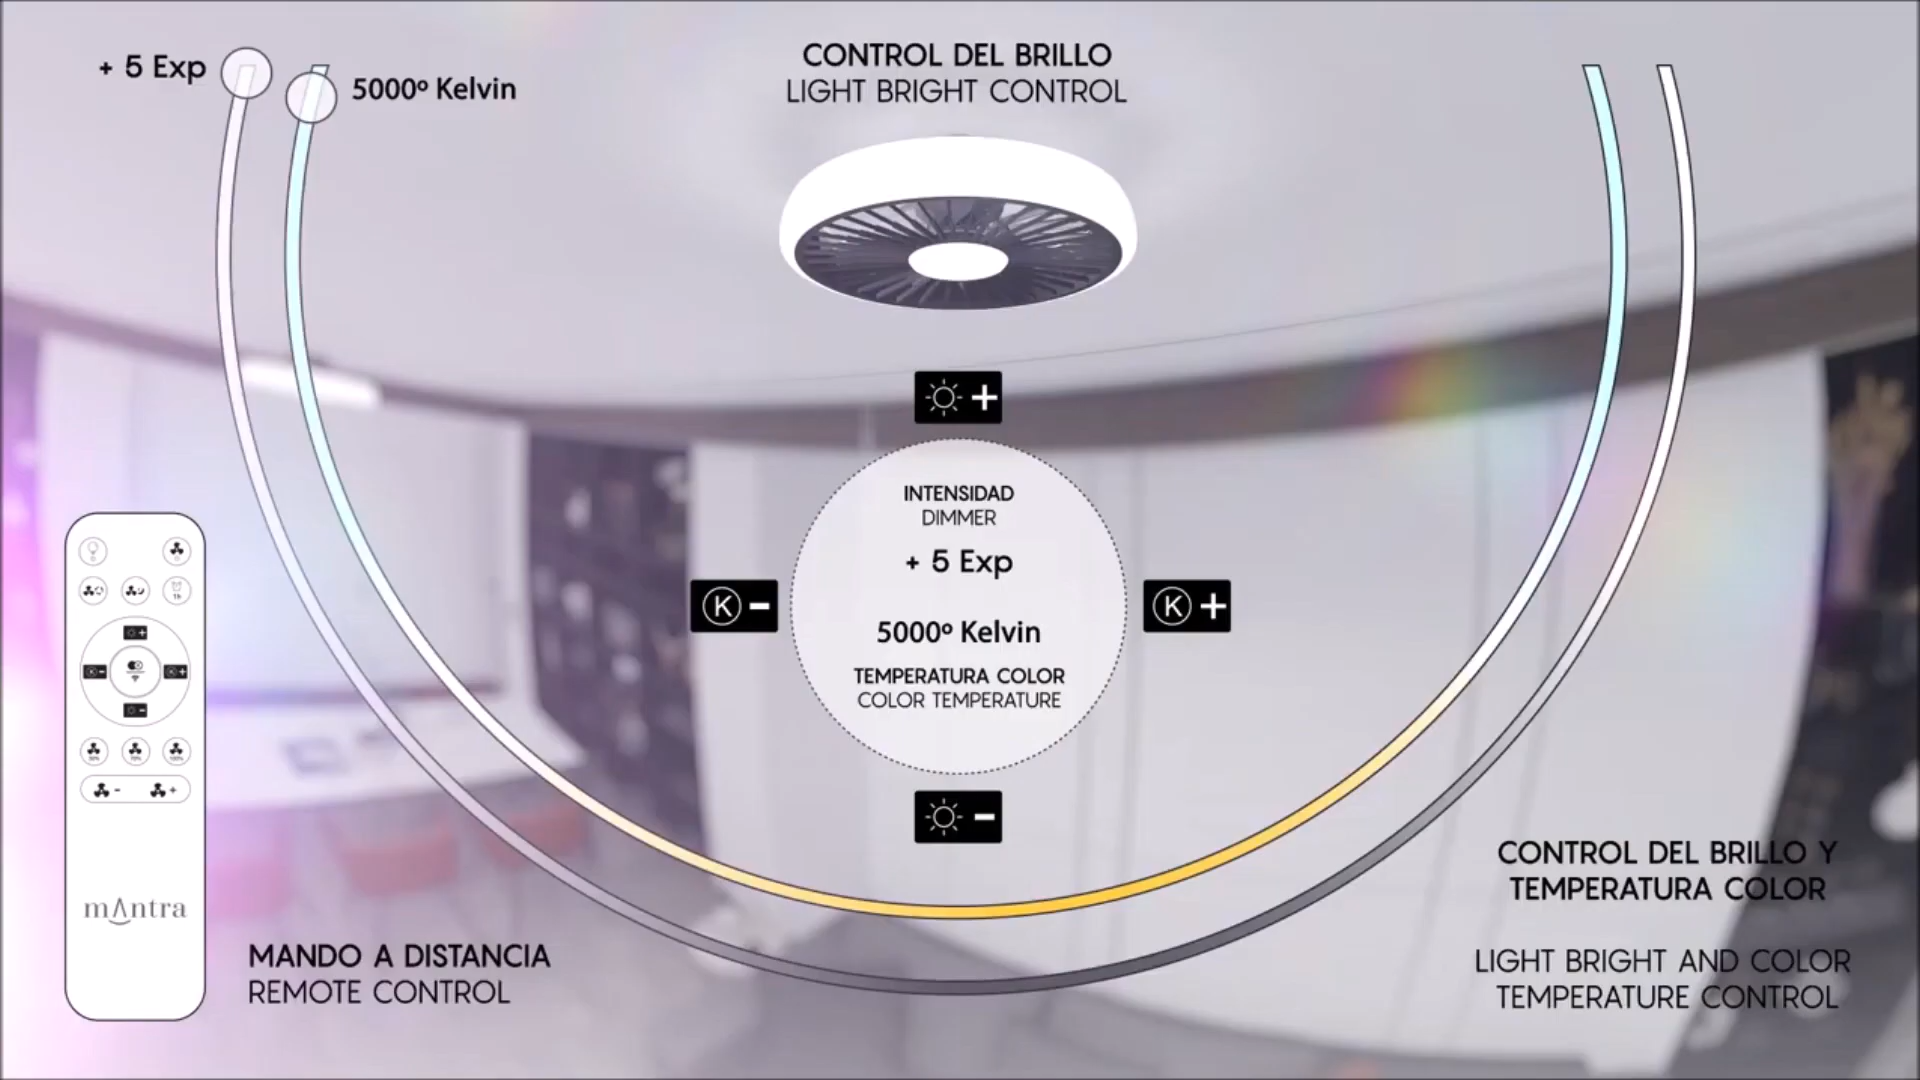 + 5 Exp
5000º Kelvin
CONTROL DEL BRILLO
LIGHT BRIGHT CONTROL
+
INTENSIDAD
DIMMER
+ 5 Exp
K -
K +
5000º Kelvin
TEMPERATURA COLOR
COLOR TEMPERATURE
-
1h
mAntra
MANDO A DISTANCIA
REMOTE CONTROL
CONTROL DEL BRILLO Y
TEMPERATURA COLOR
LIGHT BRIGHT AND COLOR
TEMPERATURE CONTROL